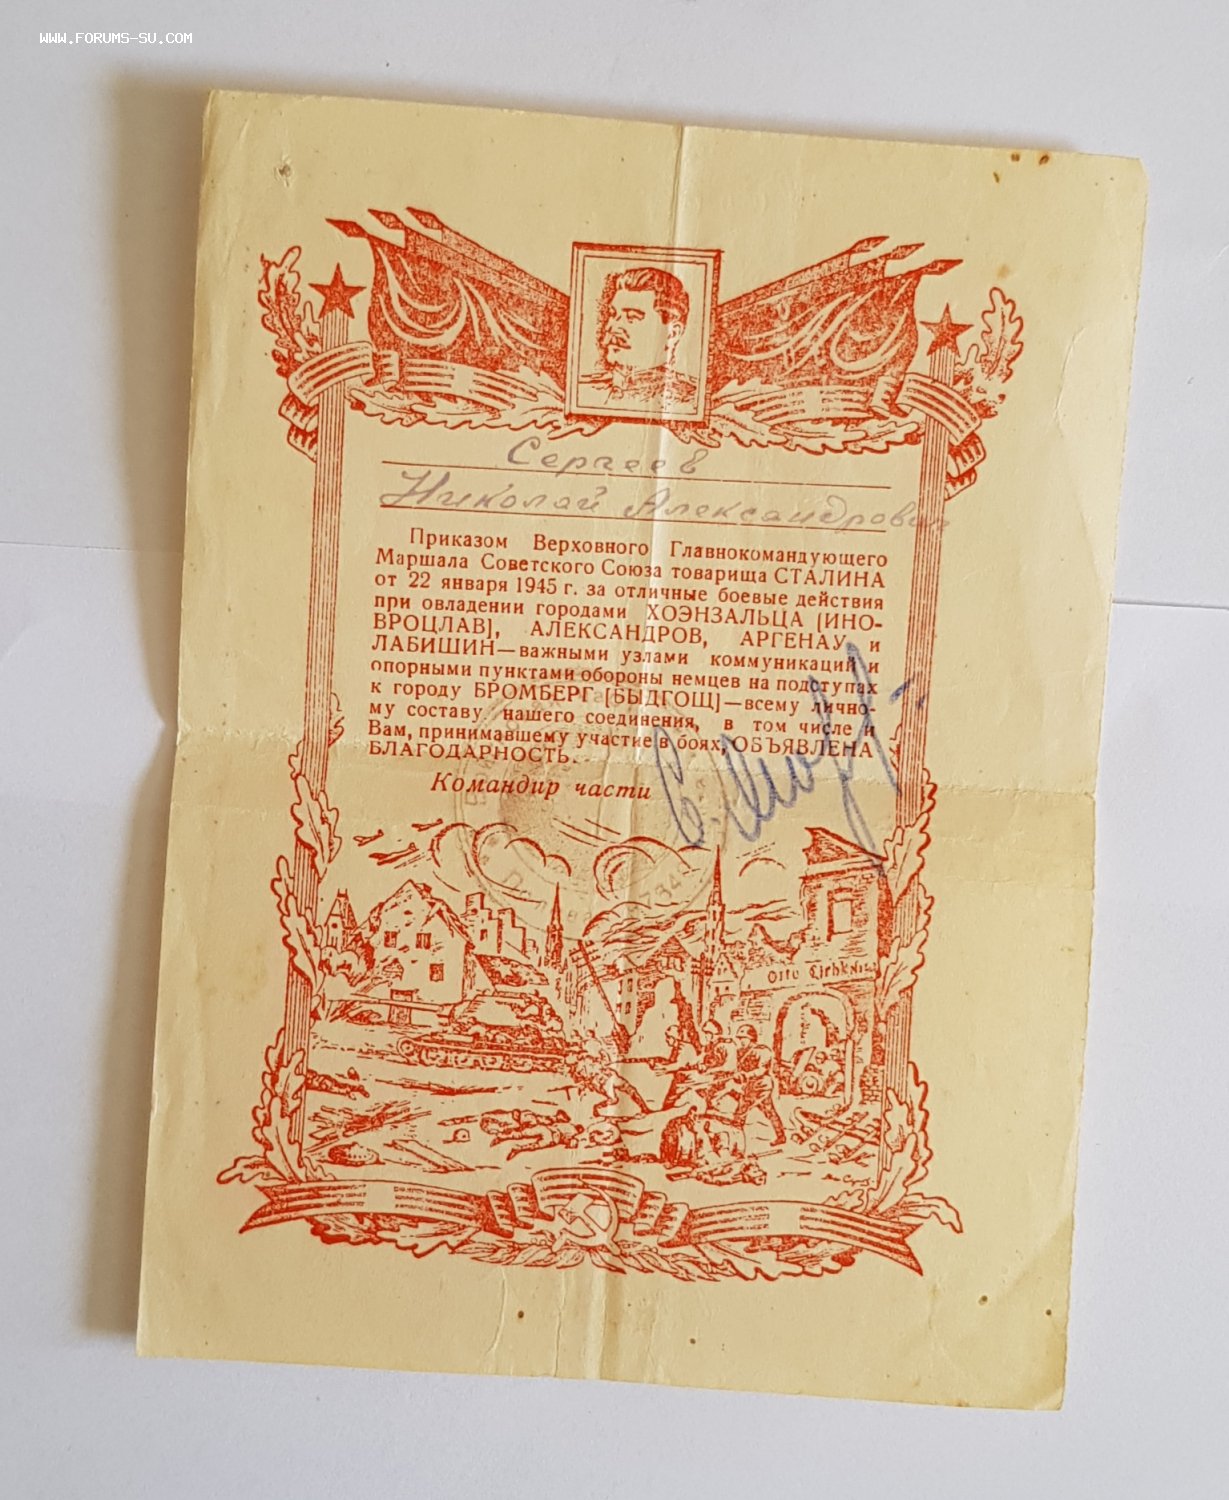 WWW.FORUMS-SU.COM
Сергеев
Николай Александрович
Приказом Верховного Главнокомандующего
Маршала Советского Союза товарища СТАЛИНА
от 22 января 1945 г. за отличные боевые действия
при овладении городами ХОЭНЗАЛЬЦА [ИНО-
ВРОЦЛАВ], АЛЕКСАНДРОВ, АРГЕНАУ и
ЛАБИШИН—важными узлами коммуникаций и
опорными пунктами обороны немцев на подступах
к городу БРОМБЕРГ [БЫДГОЩ]—всему лично-
му составу нашего соединения, в том числе и
Вам, принимавшему участие в боях, ОБЪЯВЛЕНА
БЛАГОДАРНОСТЬ.
Командир части
Otto